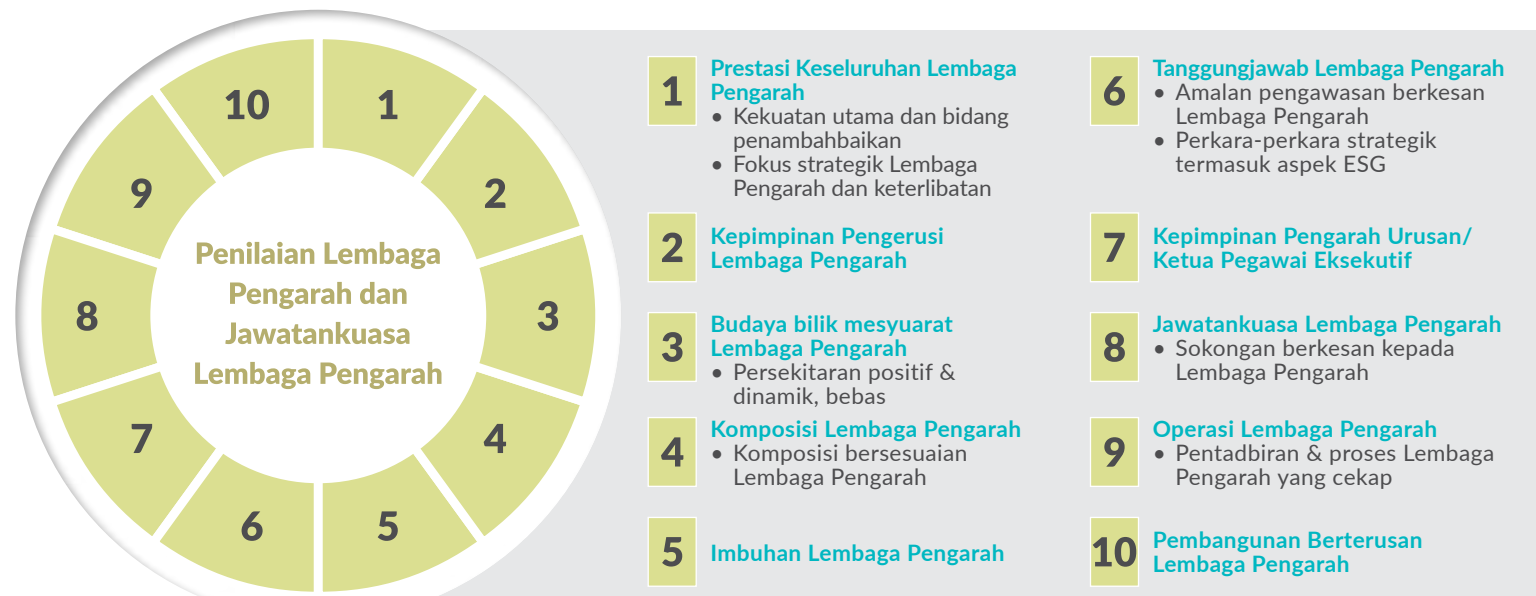 10
1
9
2
8
3
7
4
6
5
Penilaian Lembaga
Pengarah dan
Jawatankuasa
Lembaga Pengarah
1
Prestasi Keseluruhan Lembaga
Pengarah
• Kekuatan utama dan bidang
penambahbaikan
• Fokus strategik Lembaga
Pengarah dan keterlibatan
2
Kepimpinan Pengerusi
Lembaga Pengarah
3
Budaya bilik mesyuarat
Lembaga Pengarah
• Persekitaran positif &
dinamik, bebas
4
Komposisi Lembaga Pengarah
• Komposisi bersesuaian
Lembaga Pengarah
5
Imbuhan Lembaga Pengarah
6
Tanggungjawab Lembaga Pengarah
• Amalan pengawasan berkesan
Lembaga Pengarah
• Perkara-perkara strategik
termasuk aspek ESG
7
Kepimpinan Pengarah Urusan/
Ketua Pegawai Eksekutif
8
Jawatankuasa Lembaga Pengarah
• Sokongan berkesan kepada
Lembaga Pengarah
9
Operasi Lembaga Pengarah
• Pentadbiran & proses Lembaga
Pengarah yang cekap
10
Pembangunan Berterusan
Lembaga Pengarah